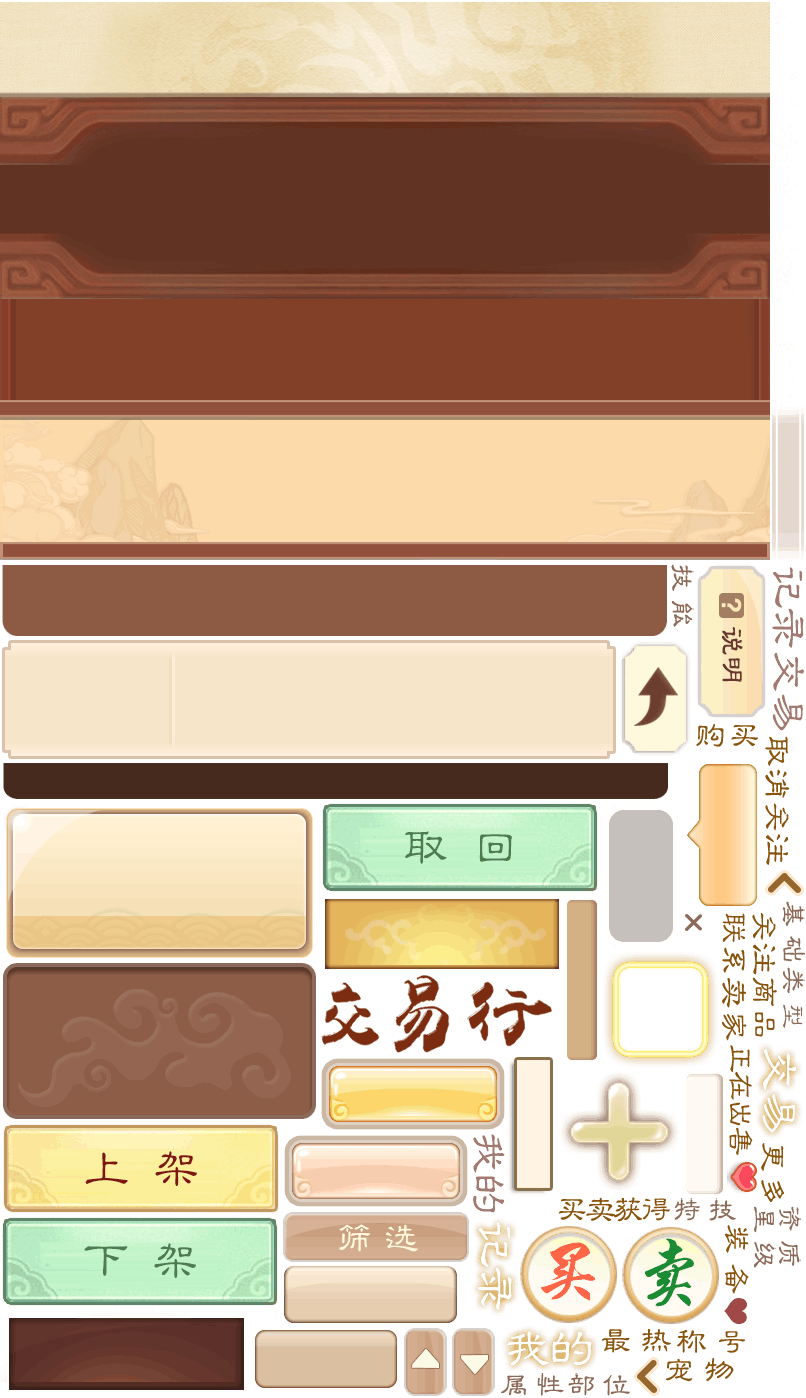 技能
? 说明
记录交易
购买
取消关注
取回
基础类型
关注商品
联系卖家
交易行
交易
正在出售
更多
上架
我的
资质
星级
买卖获得特技
装备
筛选
记录
下架
买
卖
我的
最热称号
宠物
属性部位